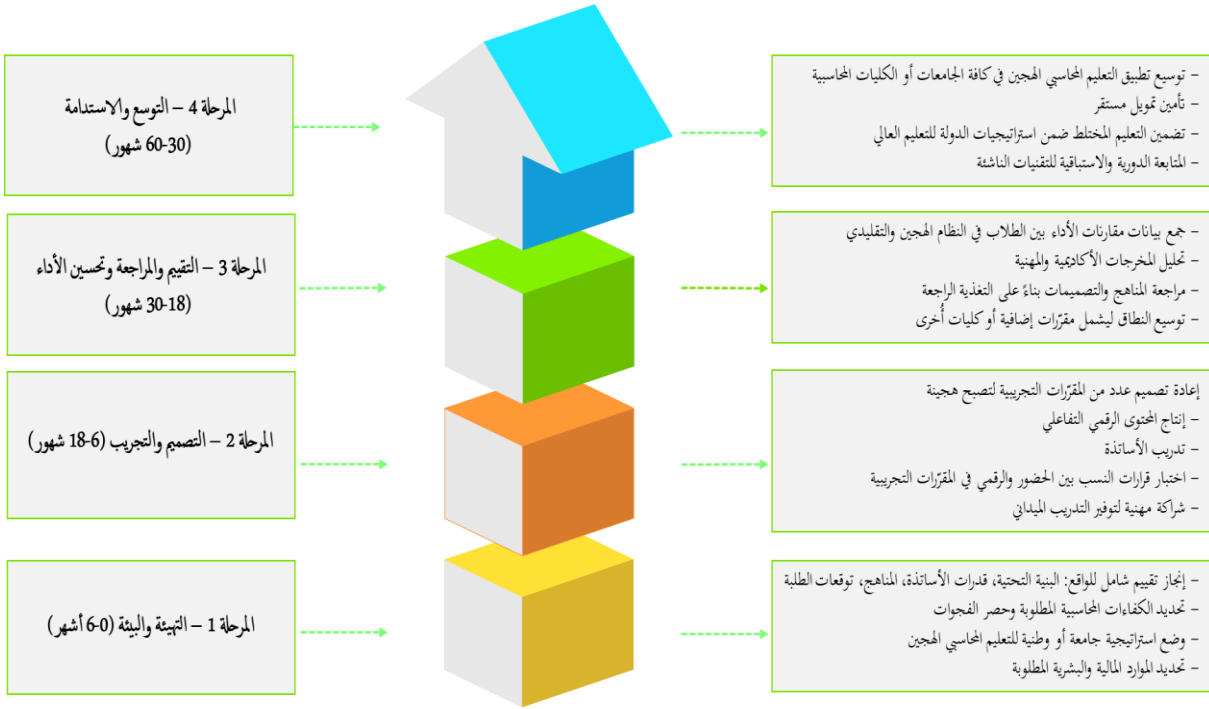 المرحلة 4 – التوسع والاستدامة
(30-60 شهور)
– توسيع تطبيق التعليم المحاسبي الهجين في كافة الجامعات أو الكليات المحاسبية
– تأمين تمويل مستقر
– تضمين التعليم المختلط ضمن استراتيجيات الدولة للتعليم العالي
– المتابعة الدورية والاستباقية للتقنيات الناشئة
المرحلة 3 – التقييم والمراجعة وتحسين الأداء
(18-30 شهور)
– جمع بيانات مقارنات الأداء بين الطلاب في النظام الهجين والتقليدي
– تحليل المخرجات الأكاديمية والمهنية
– مراجعة المناهج والتصميمات بناءً على التغذية الراجعة
– توسيع النطاق ليشمل مقرّرات إضافية أو كليات أُخرى
المرحلة 2 – التصميم والتجريب (6-18 شهور)
إعادة تصميم عدد من المقرّرات التجريبية لتصبح هجينة
– إنتاج المحتوى الرقمي التفاعلي
– تدريب الأساتذة
– اختبار قرارات النسب بين الحضور والرقمي في المقرّرات التجريبية
– شراكة مهنية لتوفير التدريب الميداني
المرحلة 1 – التهيئة والبيئة (0-6 أشهر)
– إنجاز تقييم شامل للواقع: البنية التحتية، قدرات الأساتذة، المناهج، توقعات الطلبة
– تحديد الكفاءات المحاسبية المطلوبة وحصر الفجوات
– وضع استراتيجية جامعة أو وطنية للتعليم المحاسبي الهجين
– تحديد الموارد المالية والبشرية المطلوبة